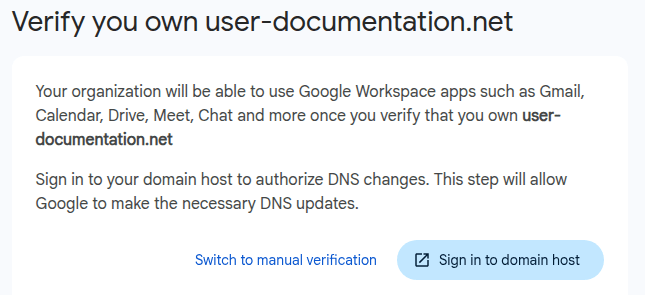 Verify you own user-documentation.net
Your organization will be able to use Google Workspace apps such as Gmail,
Calendar, Drive, Meet, Chat and more once you verify that you own user-
documentation.net
Sign in to your domain host to authorize DNS changes. This step will allow
Google to make the necessary DNS updates.
Switch to manual verification Sign in to domain host